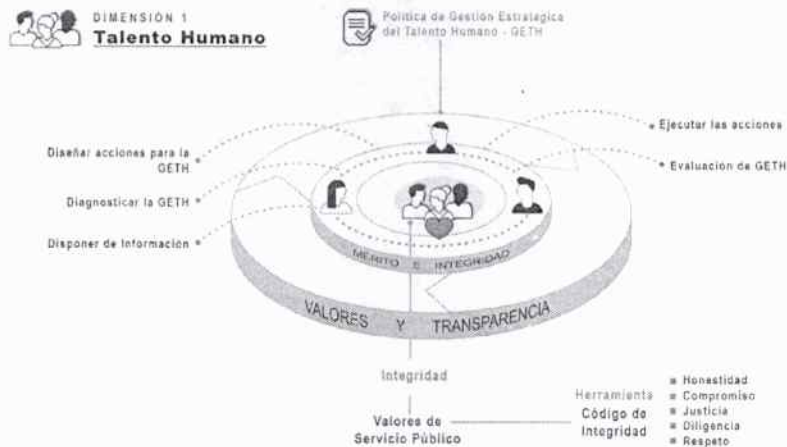 DIMENSIÓN 1
Talento Humano
Política de Gestión Estratégica
del Talento Humano - GETH
Diseñar acciones para la
GETH
Diagnosticar la GETH
Disponer de Información
Ejecutar las acciones
Evaluación de GETH
MÉRITO E INTEGRIDAD
VALORES Y TRANSPARENCIA
Integridad
Valores de
Servicio Público
Herramienta
Código de
Integridad
Honestidad
Compromiso
Justicia
Diligencia
Respeto